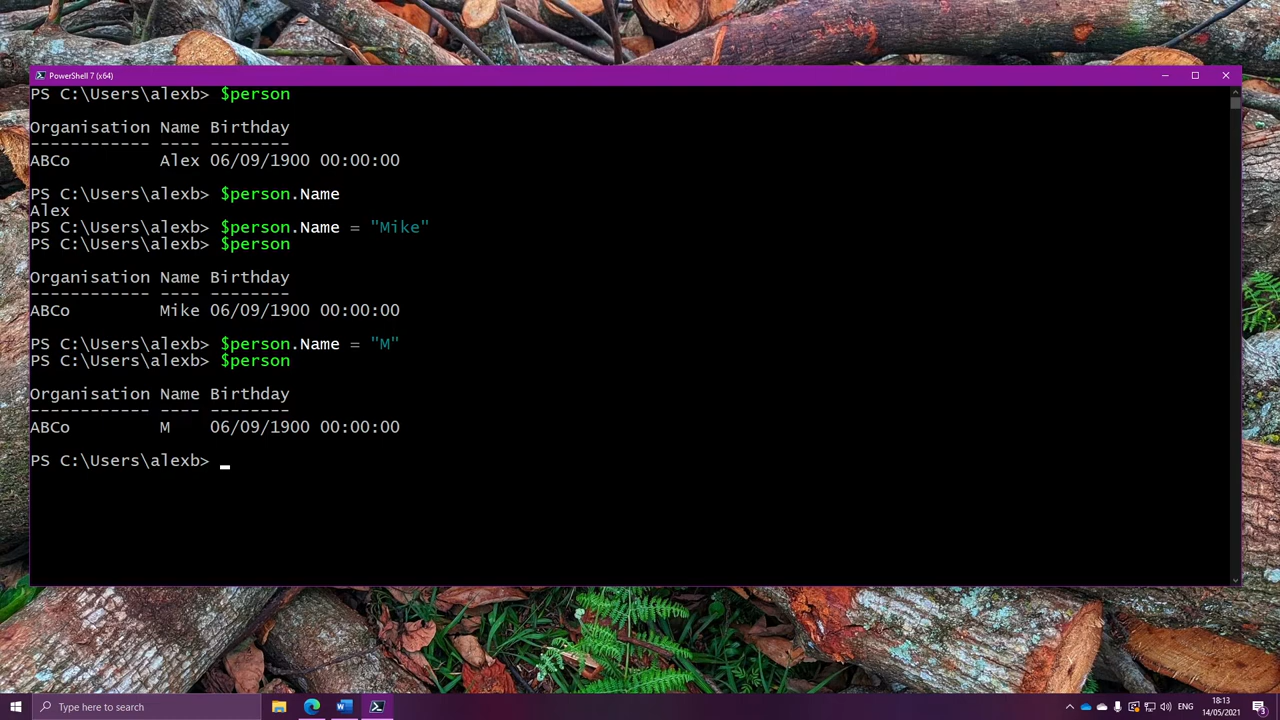 PowerShell 7 (x64)
PS C:\Users\alexb> $person
Organisation Name Birthday
------------ ---- --------
ABCo         Alex 06/09/1900 00:00:00
PS C:\Users\alexb> $person.Name
Alex
PS C:\Users\alexb> $person.Name = "Mike"
PS C:\Users\alexb> $person
Organisation Name Birthday
------------ ---- --------
ABCo         Mike 06/09/1900 00:00:00
PS C:\Users\alexb> $person.Name = "M"
PS C:\Users\alexb> $person
Organisation Name Birthday
------------ ---- --------
ABCo         M    06/09/1900 00:00:00
PS C:\Users\alexb>
Type here to search
ENG
18:13
14/05/2021
3